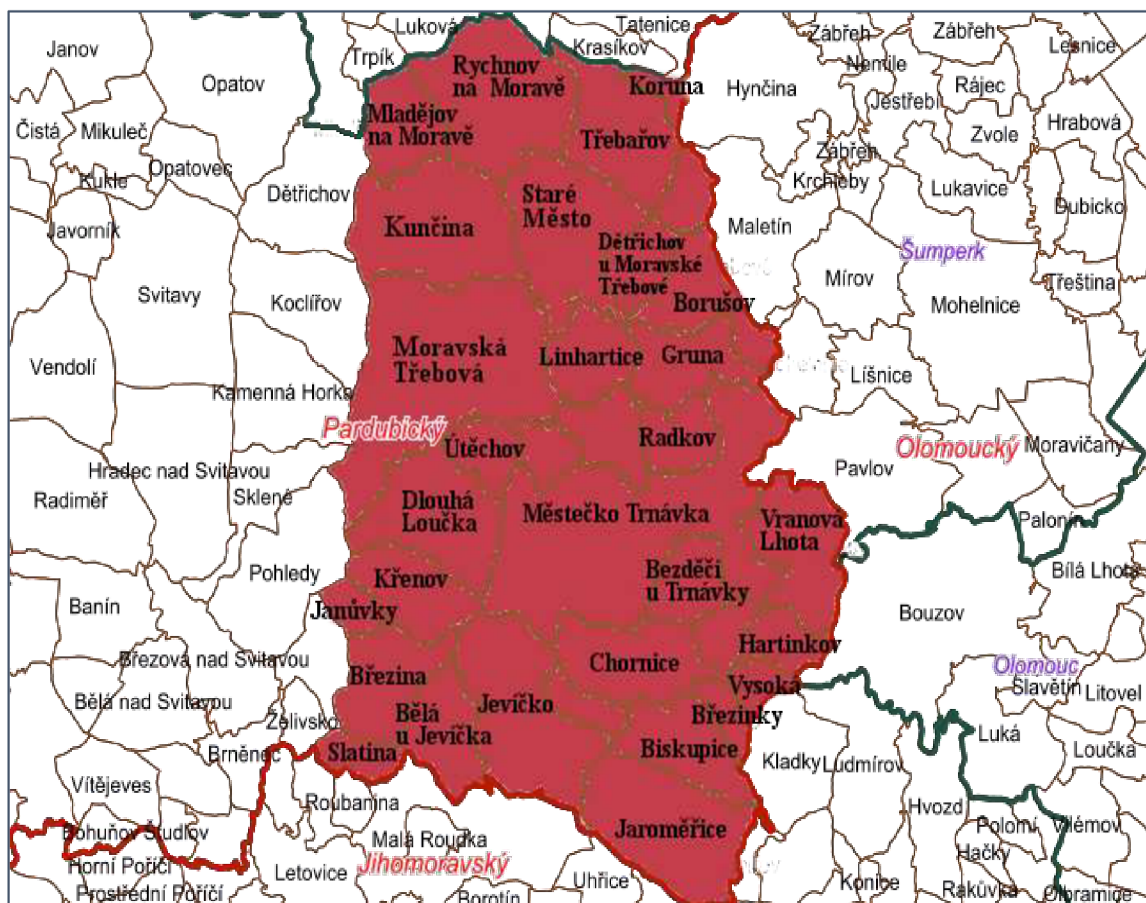 Luková
Tatenice
Zábřeh
Zábřeh
Janov
Trpík
Krasíkov
Lesnice
Opatov
Rychnov
na Moravě
Koruna
Hynčina
Nemile
Rájec
Jestřebí
Čistá
Mikuleč
Mladějov
na Moravě
Třebařov
Zvole
Hrabová
Opatovec
Zábřeh
Kukle
Dětřichov
Krchleby
Lukavice
Staré
Město
Dubicko
Javorník
Kunčina
Maletín
Dětřichov
u Moravské
Třebové
Šumperk
Mírov
Třeština
Svitavy
Koclířov
Borušov
Mohelnice
Vendolí
Moravská
Třebová
Linhartice
Gruna
Líšnice
Kamenná Horka
Pardubický
Útěchov
Radkov
Olomoucký
Moravičany
Hradec nad Svitavou
Pavlov
Radiměř
Sklené
Dlouhá
Loučka
Městečko Trnávka
Vranova
Lhota
Palonín
Pohledy
Křenov
Bezděčí
u Trnávky
Bílá Lhota
Banín
Janůvky
Bouzov
Hartinkov
Březová nad Svitavou
Březina
Chornice
Olomouc
Vysoká
Slavětín
Litovel
Bělá nad Svitavou
Jevíčko
Želivsko
Bělá
u Jevíčka
Březinky
Luká
Brněnec
Slatina
Biskupice
Loučka
Kladky
Ludmírov
Vítějeves
Roubanina
Hvozd
Bohuňov
Študlov
Malá Roudka
Jaroměřice
Polomí
Vilémov
Horní Poříčí
Letovice
Jihomoravský
Hačky
Uhřice
Konice
Rakůvka
Olbramice
Prostřední Poříčí
Borotín